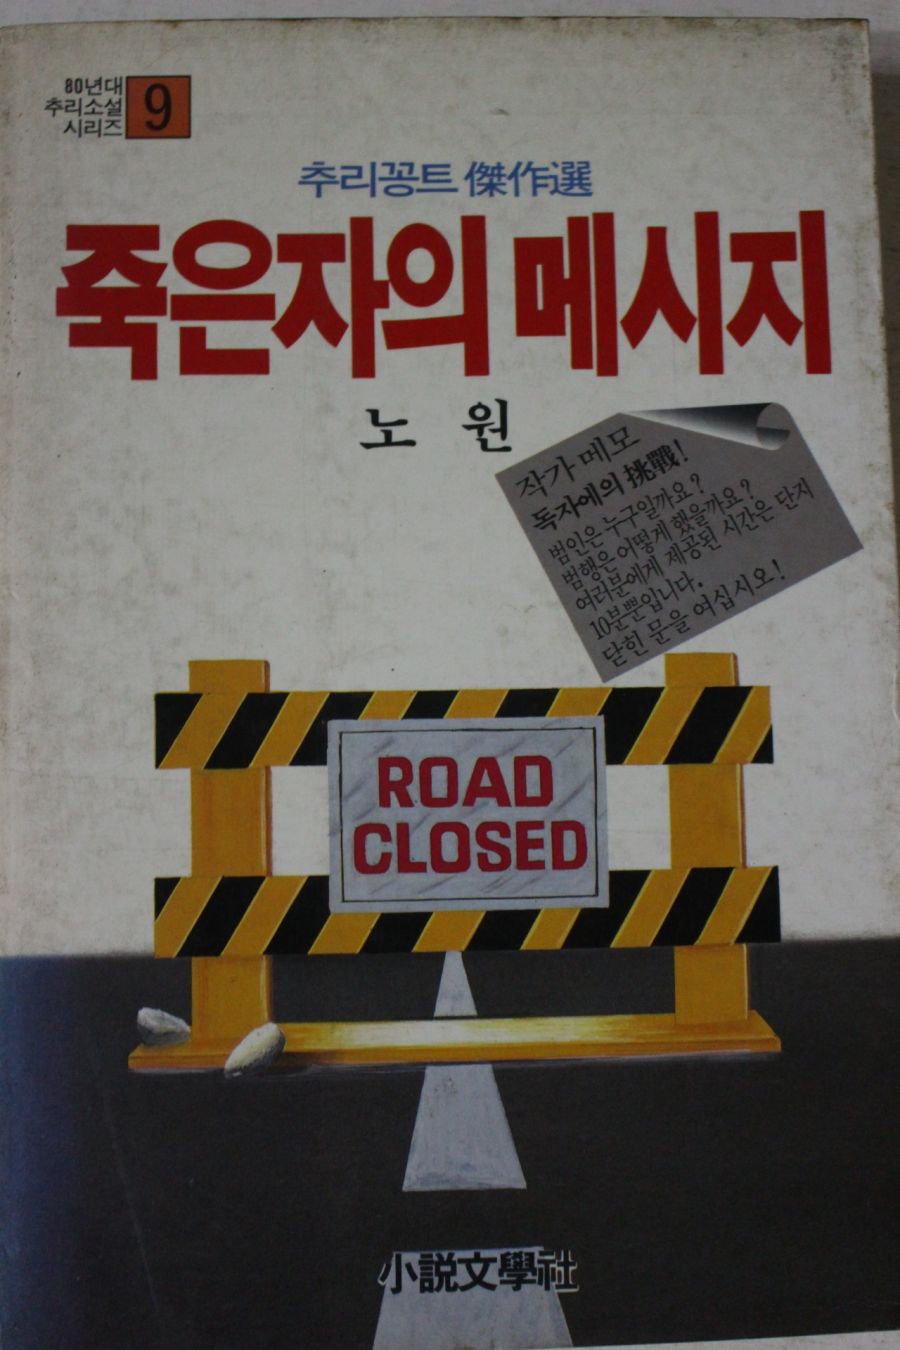 80년대
추리소설
시리즈
9
추리꽁트 傑作選
죽은자의 메시지
노 원
작가 메모
독자에의 挑戰!
범인은 누구일까요?
범행은 어떻게 했을까요?
여러분에게 제공된 시간은 단지
10분뿐입니다.
닫힌 문을 여십시오!
ROAD
CLOSED
小説文學社